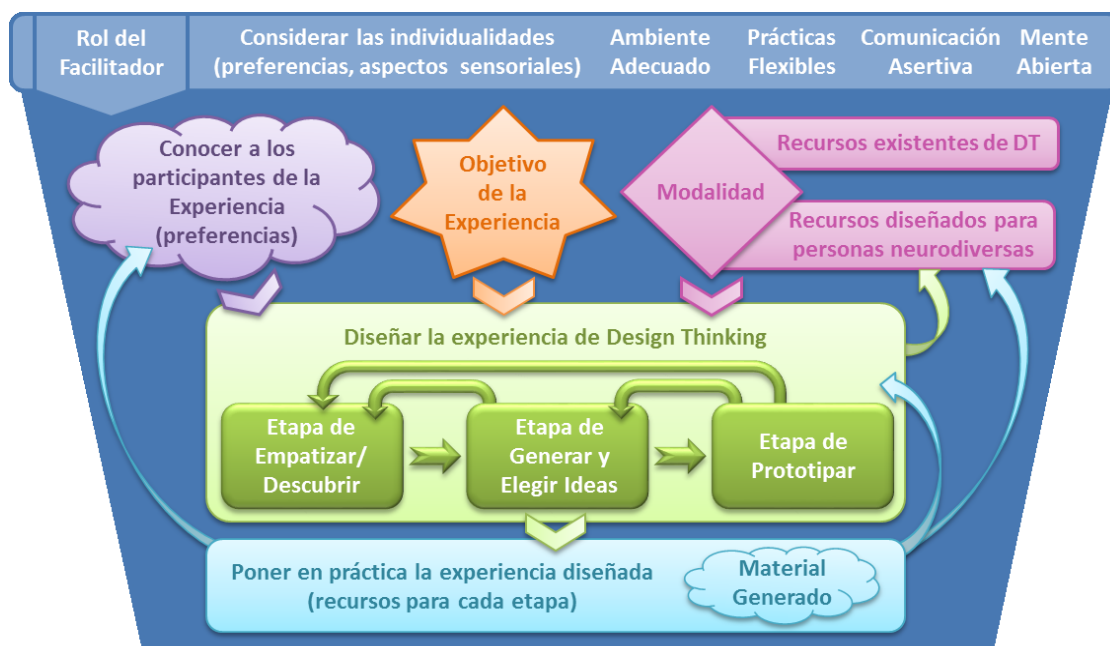 Rol del
Facilitador
Considerar las individualidades
(preferencias, aspectos sensoriales)
Ambiente
Adecuado
Prácticas
Flexibles
Comunicación
Asertiva
Mente
Abierta
Conocer a los
participantes de la
Experiencia
(preferencias)
Objetivo
de la
Experiencia
Modalidad
Recursos existentes de DT
Recursos diseñados para
personas neurodiversas
Diseñar la experiencia de Design Thinking
Etapa de
Empatizar/
Descubrir
Etapa de
Generar y
Elegir Ideas
Etapa de
Prototipar
Poner en práctica la experiencia diseñada
(recursos para cada etapa)
Material
Generado